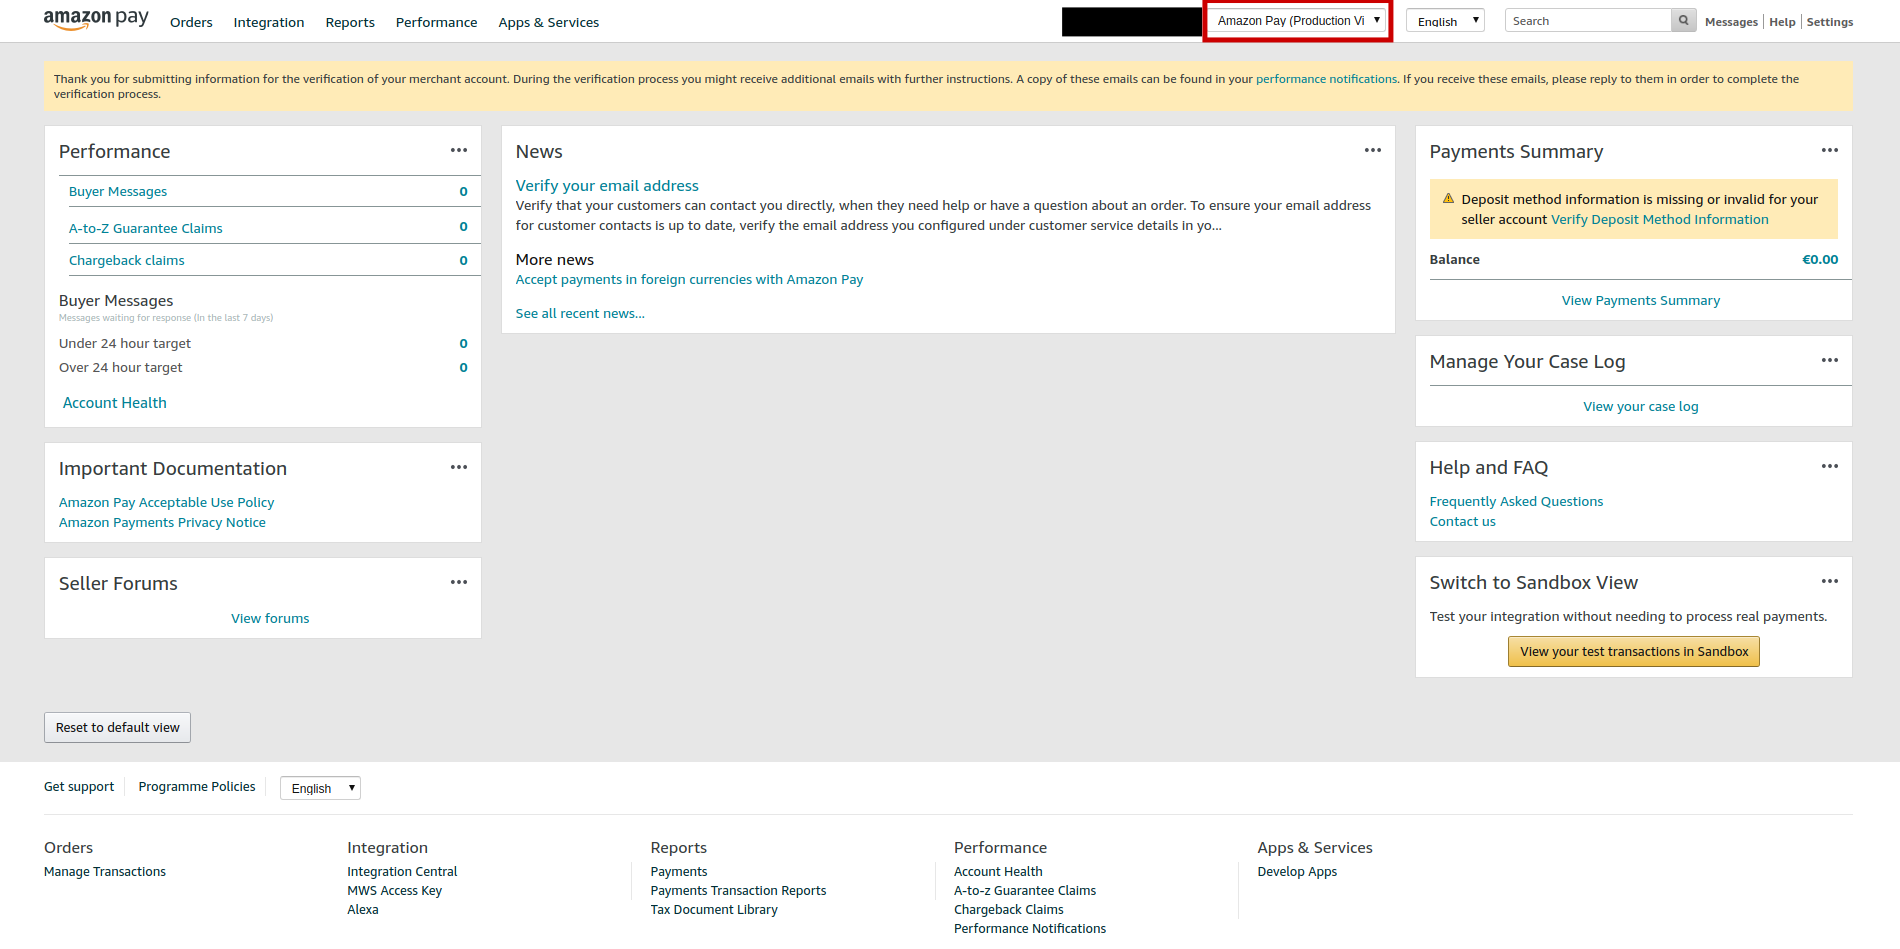 amazon pay
Orders
Integration
Reports
Performance
Apps & Services
Amazon Pay (Production Vi
English
Search
Messages
Help
Settings
Thank you for submitting information for the verification of your merchant account. During the verification process you might receive additional emails with further instructions. A copy of these emails can be found in your performance notifications. If you receive these emails, please reply to them in order to complete the
verification process.
Performance
Buyer Messages 0
A-to-Z Guarantee Claims 0
Chargeback claims 0
Buyer Messages
Messages waiting for response (In the last 7 days)
Under 24 hour target 0
Over 24 hour target 0
Account Health
Important Documentation
Amazon Pay Acceptable Use Policy
Amazon Payments Privacy Notice
Seller Forums
View forums
News
Verify your email address
Verify that your customers can contact you directly, when they need help or have a question about an order. To ensure your email address
for customer contacts is up to date, verify the email address you configured under customer service details in yo...
More news
Accept payments in foreign currencies with Amazon Pay
See all recent news...
Payments Summary
Deposit method information is missing or invalid for your
seller account Verify Deposit Method Information
Balance €0.00
View Payments Summary
Manage Your Case Log
View your case log
Help and FAQ
Frequently Asked Questions
Contact us
Switch to Sandbox View
Test your integration without needing to process real payments.
View your test transactions in Sandbox
Reset to default view
Get support
Programme Policies
English
Orders
Manage Transactions
Integration
Integration Central
MWS Access Key
Alexa
Reports
Payments
Payments Transaction Reports
Tax Document Library
Performance
Account Health
A-to-z Guarantee Claims
Chargeback Claims
Performance Notifications
Apps & Services
Develop Apps